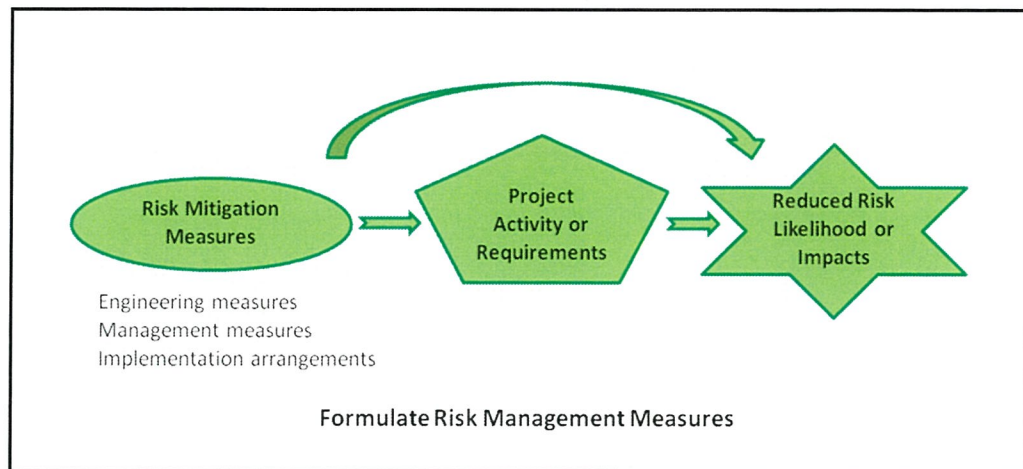 Risk Mitigation
Measures
Project
Activity or
Requirements
Reduced Risk
Likelihood or
Impacts
Engineering measures
Management measures
Implementation arrangements
Formulate Risk Management Measures